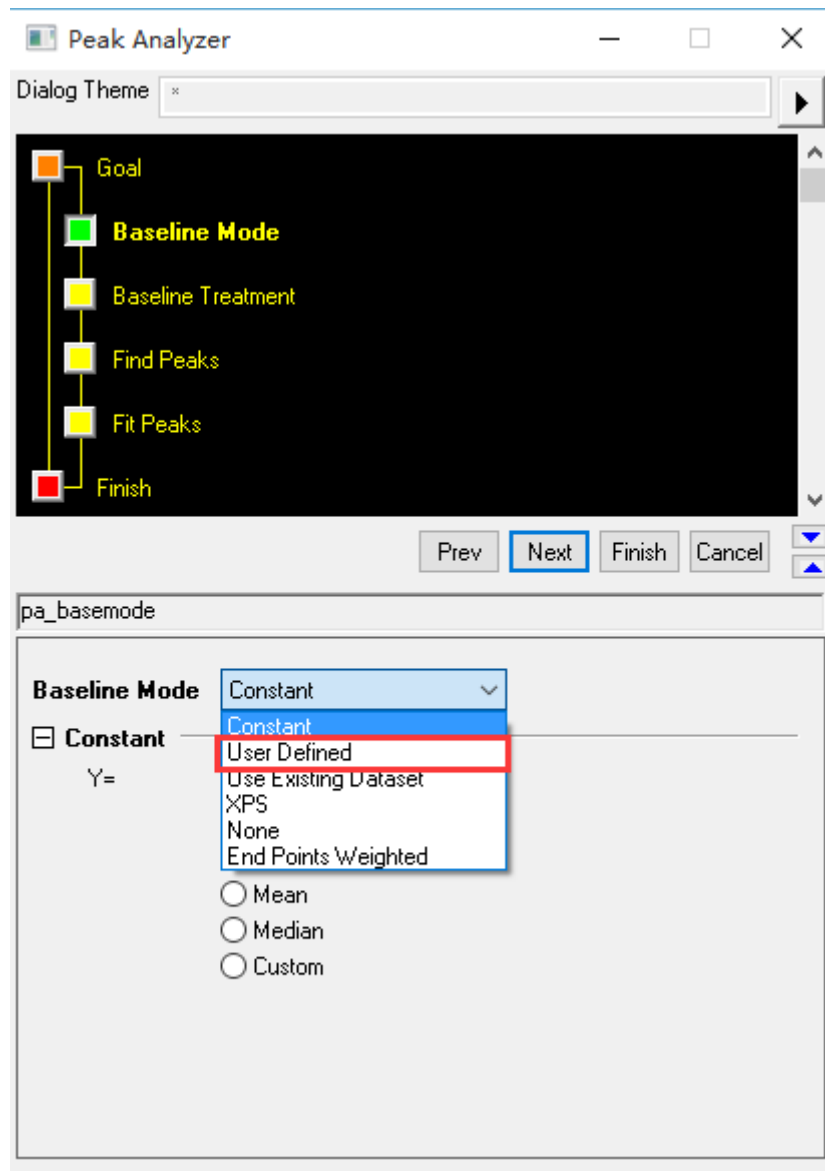 Peak Analyzer
Dialog Theme *
Goal
Baseline Mode
Baseline Treatment
Find Peaks
Fit Peaks
Finish
Prev Next Finish Cancel
pa_basemode
Baseline Mode Constant
Constant
Constant
User Defined
Y=
Use Existing Dataset
XPS
None
End Points Weighted
Mean
Median
Custom